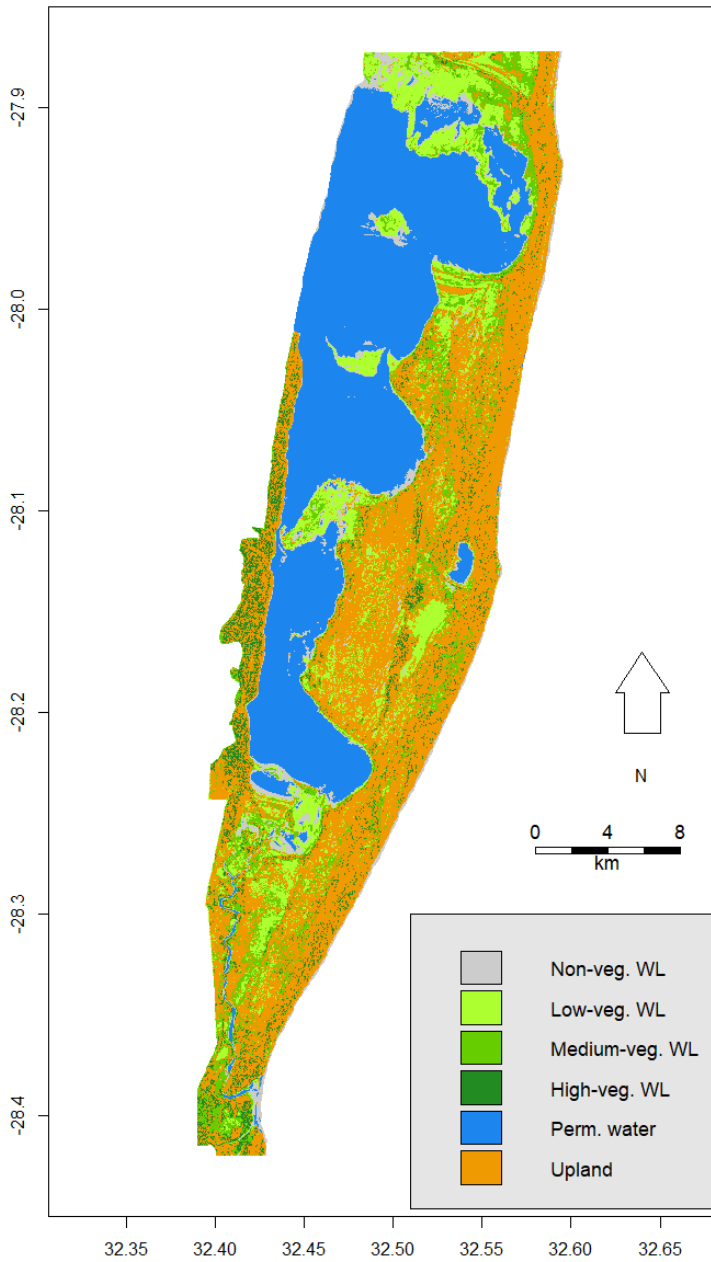 -27.9
-28.0
-28.1
-28.2
-28.3
-28.4
N
0 4 8
km
Non-veg. WL
Low-veg. WL
Medium-veg. WL
High-veg. WL
Perm. water
Upland
32.35 32.40 32.45 32.50 32.55 32.60 32.65